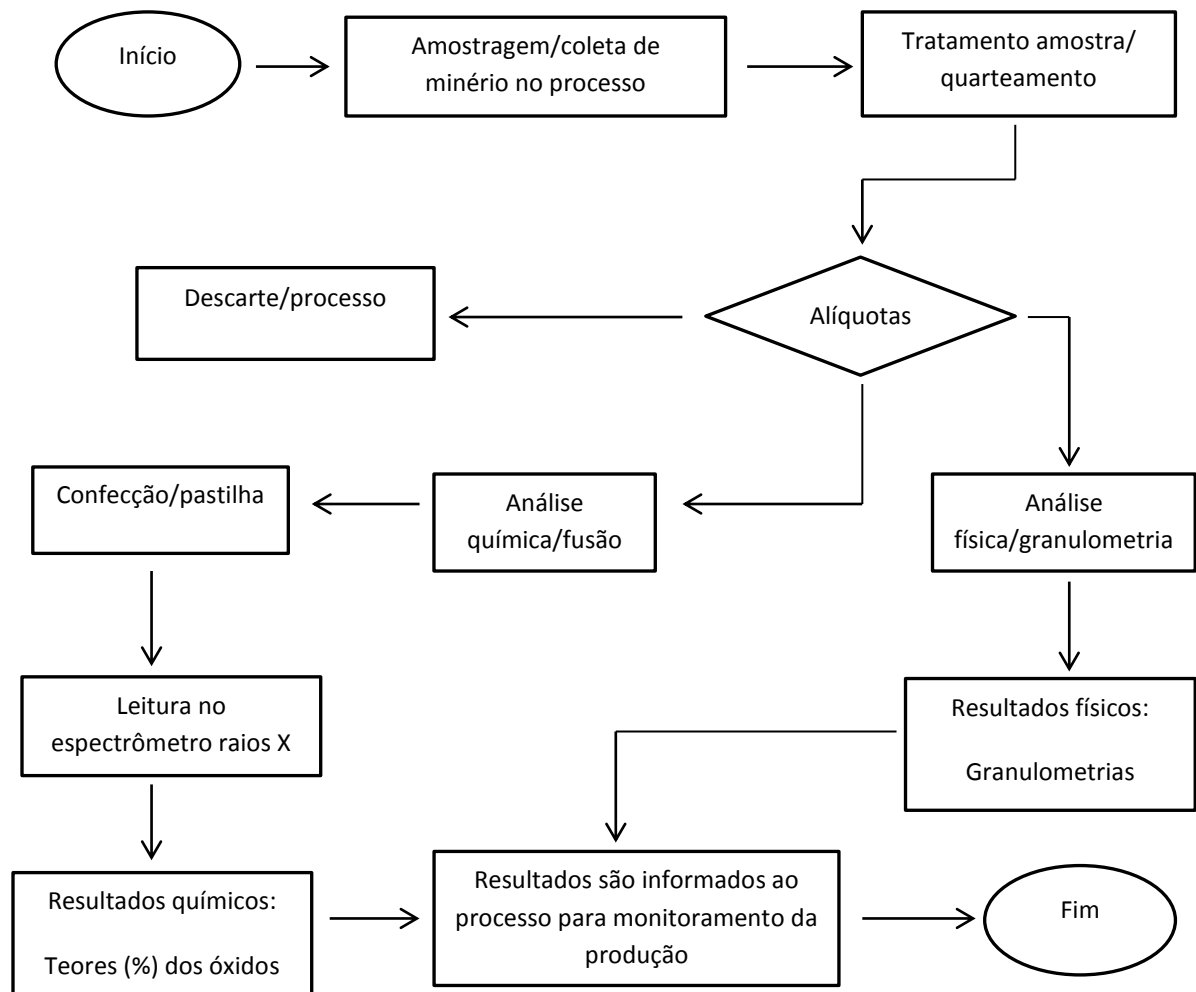 Início
Amostragem/coleta de
minério no processo
Tratamento amostra/
quarteamento
Descarte/processo
Alíquotas
Confecção/pastilha
Análise
química/fusão
Análise
física/granulometria
Leitura no
espectrômetro raios X
Resultados físicos:
Granulometrias
Resultados químicos:
Teores (%) dos óxidos
Resultados são informados ao
processo para monitoramento da
produção
Fim